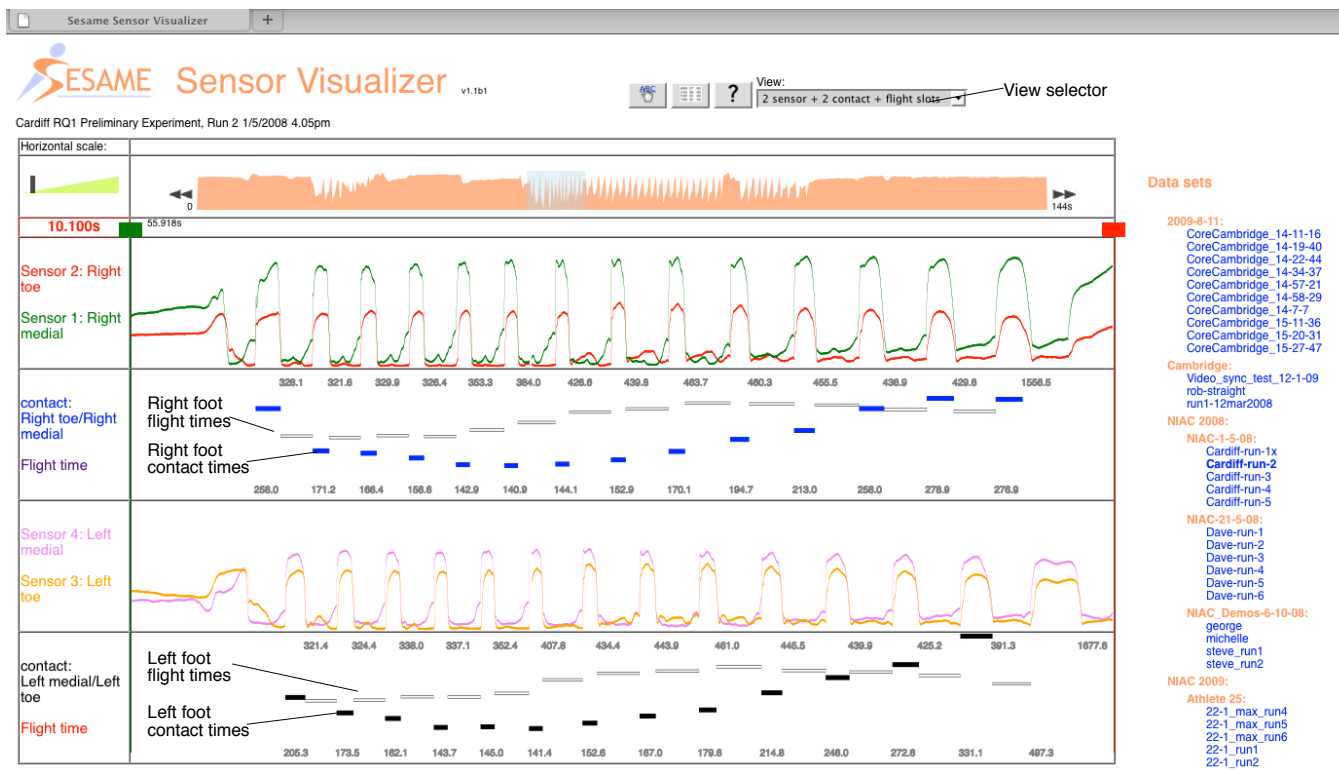 Sesame Sensor Visualizer
+
SESAME Sensor Visualizer v1.1b1
ABC
?
View:
2 sensor + 2 contact + flight slots
View selector
Cardiff RQ1 Preliminary Experiment, Run 2 1/5/2008 4.05pm
Horizontal scale:
0
144s
10.100s
55.918s
Sensor 2: Right
toe
Sensor 1: Right
medial
328.1 321.6 329.9 326.4 353.3 384.0 426.6 439.8 463.7 460.3 455.5 436.9 429.6 1556.5
contact:
Right toe/Right
medial
Flight time
Right foot
flight times
Right foot
contact times
258.0 171.2 166.4 156.6 142.9 140.9 144.1 152.9 170.1 194.7 213.0 258.0 278.9 276.9
Sensor 4: Left
medial
Sensor 3: Left
toe
321.4 324.4 338.0 337.1 352.4 407.8 434.4 443.9 461.0 446.5 439.9 425.2 391.3 1677.6
contact:
Left medial/Left
toe
Flight time
Left foot
flight times
Left foot
contact times
205.3 173.5 162.1 143.7 145.0 141.4 152.6 167.0 179.6 214.8 246.0 272.6 331.1 497.3
Data sets
2009-8-11:
CoreCambridge_14-11-16
CoreCambridge_14-19-40
CoreCambridge_14-22-44
CoreCambridge_14-34-37
CoreCambridge_14-57-21
CoreCambridge_14-58-29
CoreCambridge_14-7-7
CoreCambridge_15-11-36
CoreCambridge_15-20-31
CoreCambridge_15-27-47
Cambridge:
Video_sync_test_12-1-09
rob-straight
run1-12mar2008
NIAC 2008:
NIAC-1-5-08:
Cardiff-run-1x
Cardiff-run-2
Cardiff-run-3
Cardiff-run-4
Cardiff-run-5
NIAC-21-5-08:
Dave-run-1
Dave-run-2
Dave-run-3
Dave-run-4
Dave-run-5
Dave-run-6
NIAC_Demos-6-10-08:
george
michelle
steve_run1
steve_run2
NIAC 2009:
Athlete 25:
22-1_max_run4
22-1_max_run5
22-1_max_run6
22-1_run1
22-1_run2